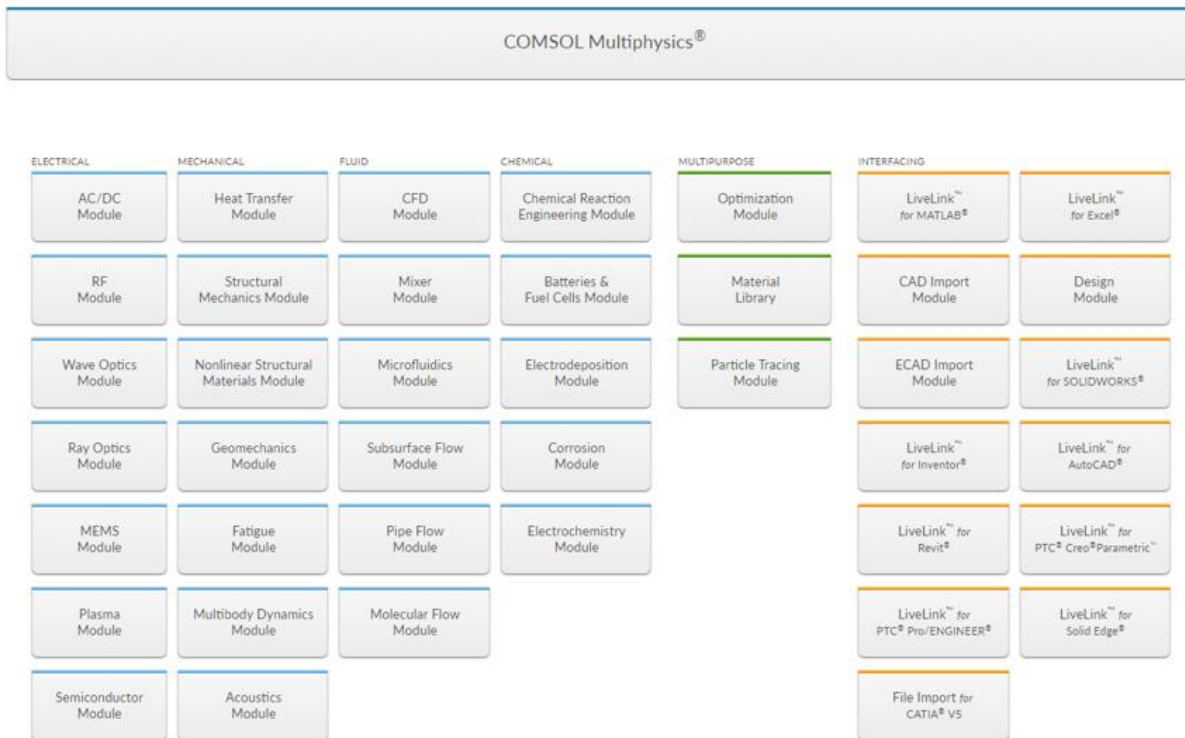 COMSOL Multiphysics®
ELECTRICAL
AC/DC
Module
RF
Module
Wave Optics
Module
Ray Optics
Module
MEMS
Module
Plasma
Module
Semiconductor
Module
MECHANICAL
Heat Transfer
Module
Structural
Mechanics Module
Nonlinear Structural
Materials Module
Geomechanics
Module
Fatigue
Module
Multibody Dynamics
Module
Acoustics
Module
FLUID
CFD
Module
Mixer
Module
Microfluidics
Module
Subsurface Flow
Module
Pipe Flow
Module
Molecular Flow
Module
CHEMICAL
Chemical Reaction
Engineering Module
Batteries &
Fuel Cells Module
Electrodeposition
Module
Corrosion
Module
Electrochemistry
Module
MULTIPURPOSE
Optimization
Module
Material
Library
Particle Tracing
Module
INTERFACING
LiveLink™
for MATLAB®
LiveLink™
for Excel®
CAD Import
Module
Design
Module
ECAD Import
Module
LiveLink™
for SOLIDWORKS®
LiveLink™
for Inventor®
LiveLink™ for
AutoCAD®
LiveLink™ for
Revit®
LiveLink™ for
PTC® Creo® Parametric™
LiveLink™ for
PTC® Pro/ENGINEER®
LiveLink™ for
Solid Edge®
File Import for
CATIA® V5